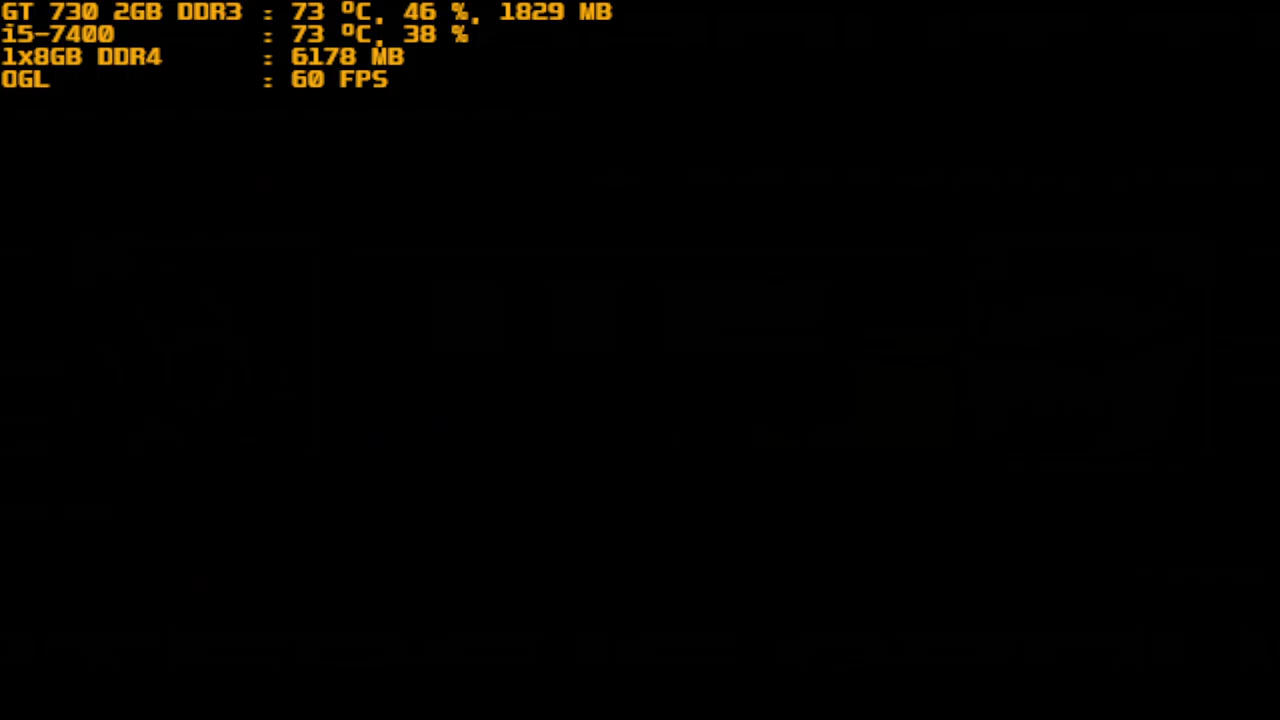 GT 730 2GB DDR3 : 73 ºC, 46 %, 1829 MB
i5-7400 : 73 ºC, 38 %
1x8GB DDR4 : 6178 MB
OGL : 60 FPS